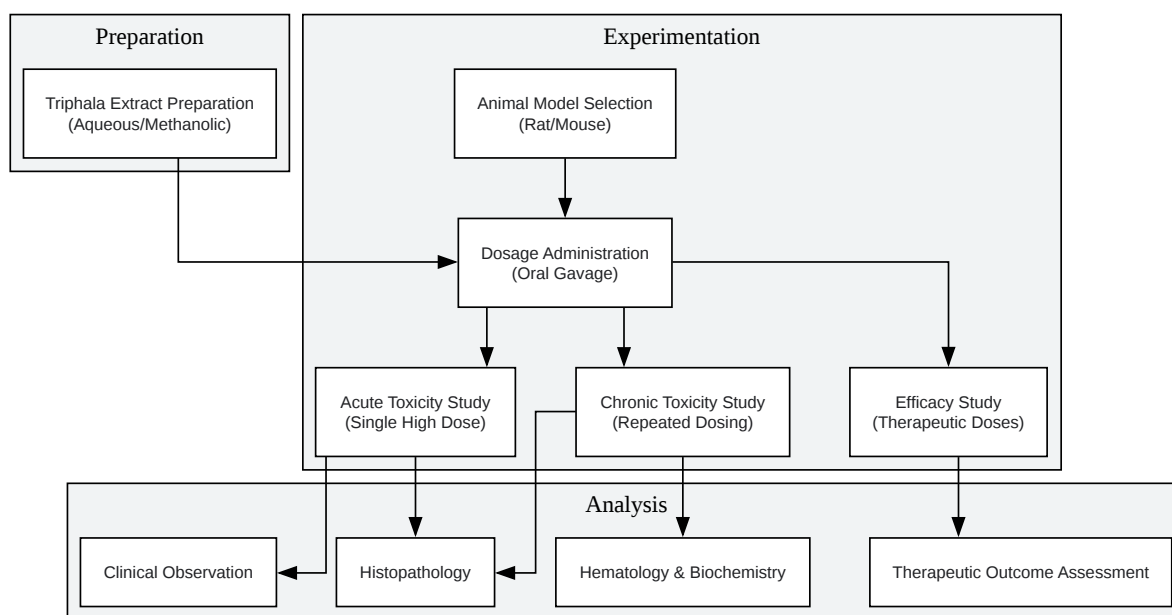 Preparation
Experimentation
Triphala Extract Preparation
(Aqueous/Methanolic)
Animal Model Selection
(Rat/Mouse)
Dosage Administration
(Oral Gavage)
Acute Toxicity Study
(Single High Dose)
Chronic Toxicity Study
(Repeated Dosing)
Efficacy Study
(Therapeutic Doses)
Analysis
Clinical Observation
Histopathology
Hematology & Biochemistry
Therapeutic Outcome Assessment